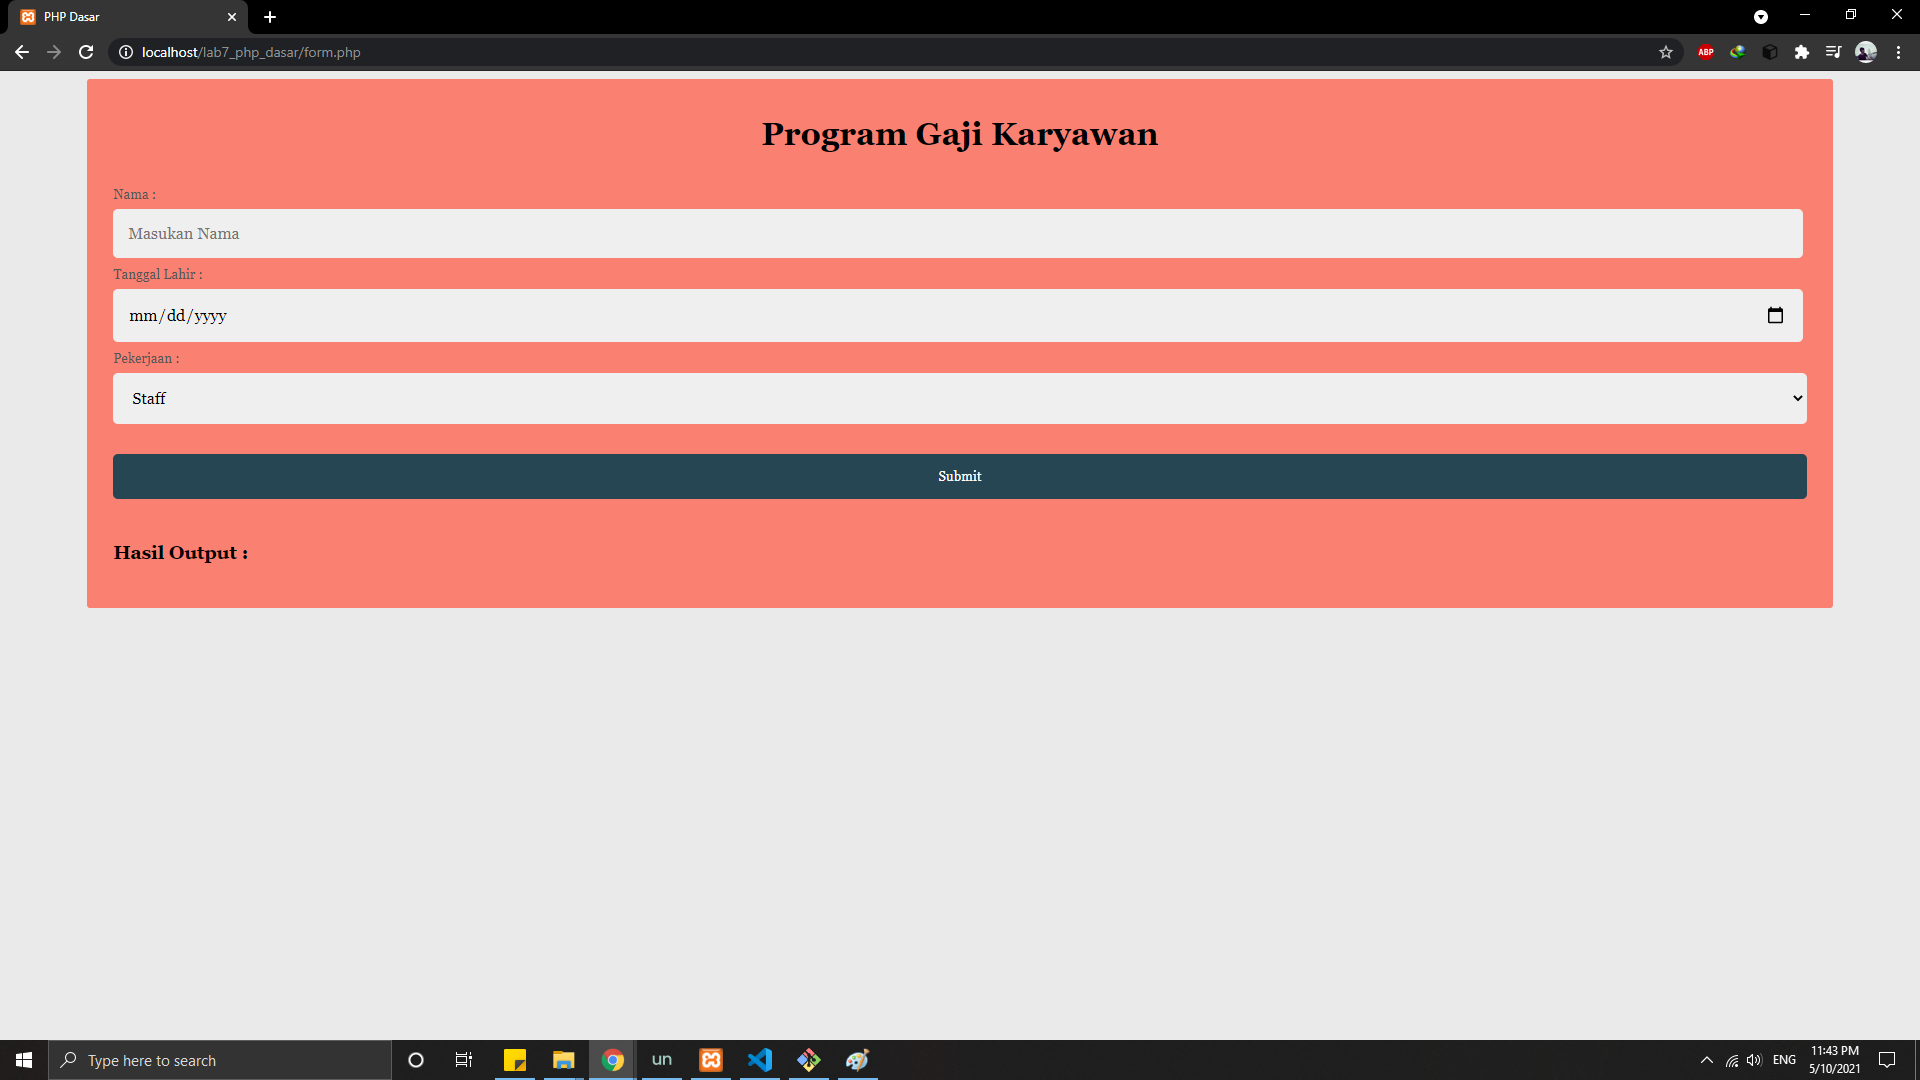 PHP Dasar
localhost/lab7_php_dasar/form.php
ABP
Program Gaji Karyawan
Nama :
Masukan Nama
Tanggal Lahir :
mm/dd/yyyy
Pekerjaan :
Staff
Submit
Hasil Output :
Type here to search
un
ENG
11:43 PM
5/10/2021